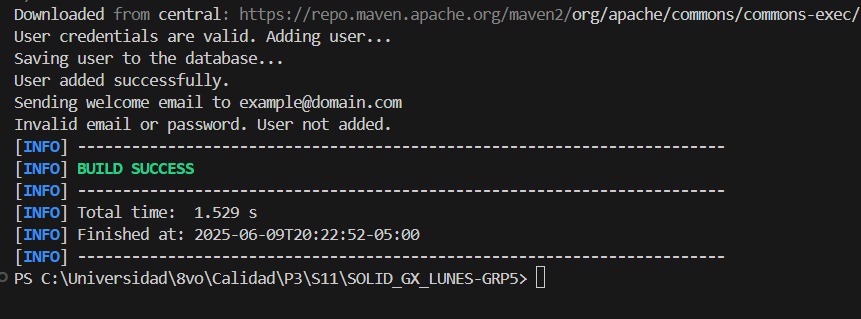 Downloaded from central: https://repo.maven.apache.org/maven2/org/apache/commons/commons-exec/
User credentials are valid. Adding user...
Saving user to the database...
User added successfully.
Sending welcome email to example@domain.com
Invalid email or password. User not added.
[INFO] ------------------------------------------------------------------------
[INFO] BUILD SUCCESS
[INFO] ------------------------------------------------------------------------
[INFO] Total time:  1.529 s
[INFO] Finished at: 2025-06-09T20:22:52-05:00
[INFO] ------------------------------------------------------------------------
PS C:\Universidad\8vo\Calidad\P3\S11\SOLID_GX_LUNES-GRP5>